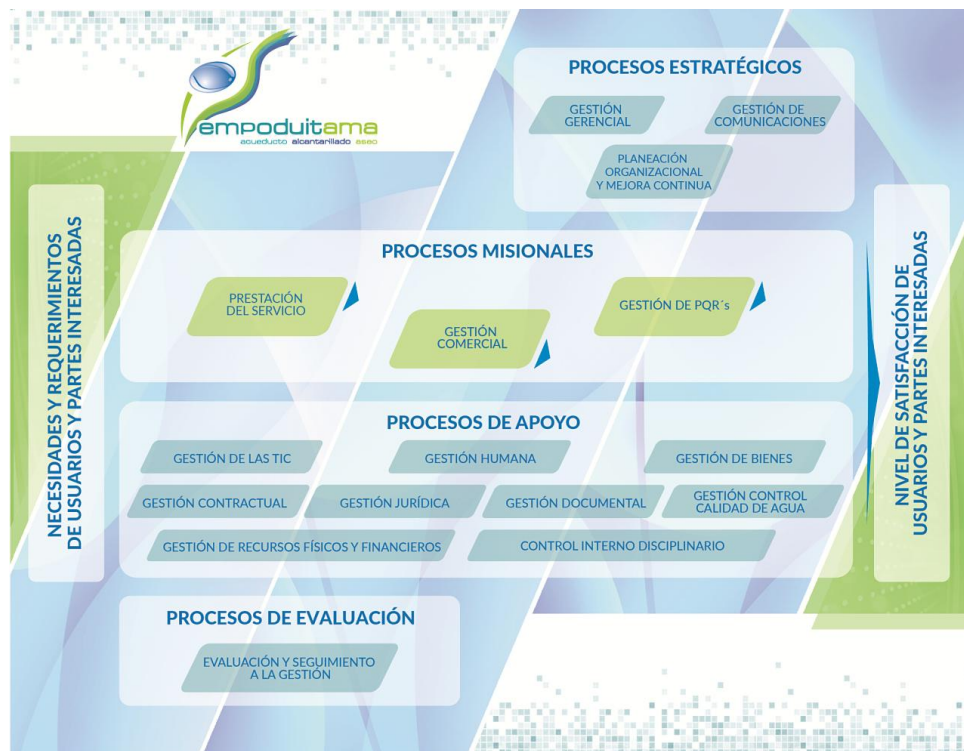 empoduitama
acueducto alcantarillado aseo
PROCESOS ESTRATÉGICOS
GESTIÓN
GERENCIAL
GESTIÓN DE
COMUNICACIONES
PLANEACIÓN
ORGANIZACIONAL
Y MEJORA CONTINUA
NECESIDADES Y REQUERIMIENTOS
DE USUARIOS Y PARTES INTERESADAS
PROCESOS MISIONALES
PRESTACIÓN
DEL SERVICIO
GESTIÓN
COMERCIAL
GESTIÓN DE PQR´s
PROCESOS DE APOYO
GESTIÓN DE LAS TIC
GESTIÓN HUMANA
GESTIÓN DE BIENES
GESTIÓN CONTRACTUAL
GESTIÓN JURÍDICA
GESTIÓN DOCUMENTAL
GESTIÓN CONTROL
CALIDAD DE AGUA
GESTIÓN DE RECURSOS FÍSICOS Y FINANCIEROS
CONTROL INTERNO DISCIPLINARIO
PROCESOS DE EVALUACIÓN
EVALUACIÓN Y SEGUIMIENTO
A LA GESTIÓN
NIVEL DE SATISFACCIÓN DE
USUARIOS Y PARTES INTERESADAS